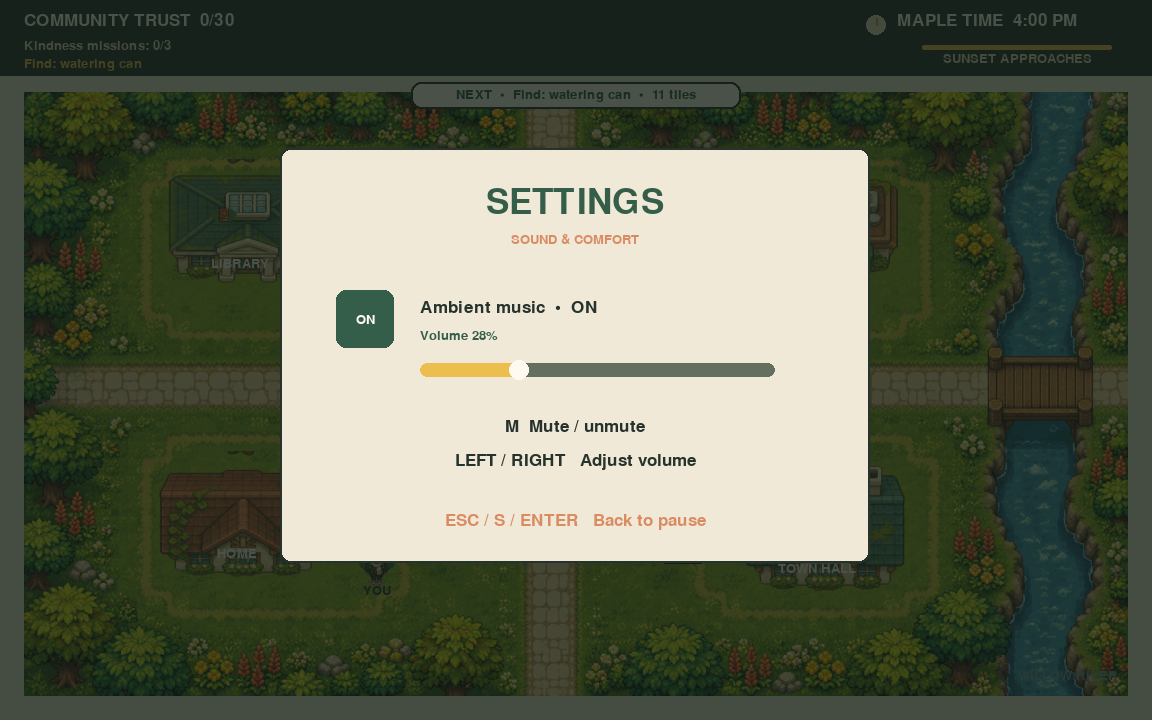 COMMUNITY TRUST  0/30
MAPLE TIME  4:00 PM
Kindness missions: 0/3
SUNSET APPROACHES
Find: watering can
NEXT  •  Find: watering can  •  11 tiles
SETTINGS
SOUND & COMFORT
LIBRARY
ON
Ambient music  •  ON
Volume 28%
M  Mute / unmute
LEFT / RIGHT   Adjust volume
ESC / S / ENTER   Back to pause
HOME
TOWN HALL
YOU